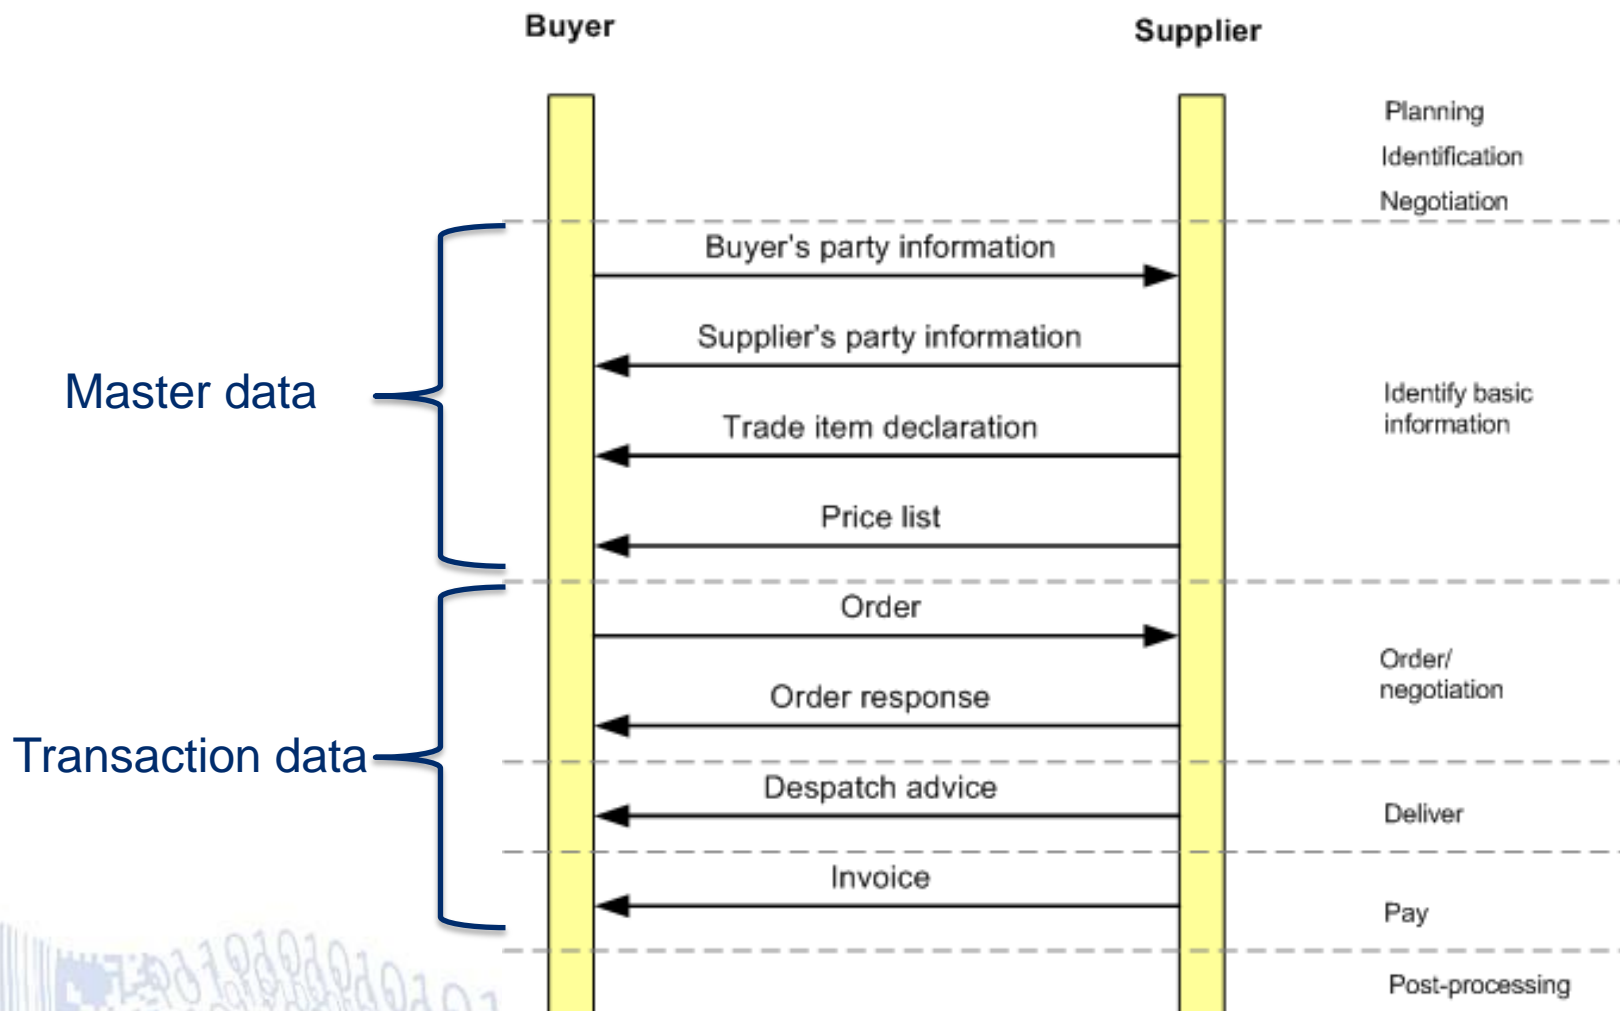 Buyer
Supplier
Planning
Identification
Negotiation
Buyer's party information
Supplier's party information
Master data
Trade item declaration
Identify basic
information
Price list
Order
Order response
Order/
negotiation
Transaction data
Despatch advice
Deliver
Invoice
Pay
Post-processing